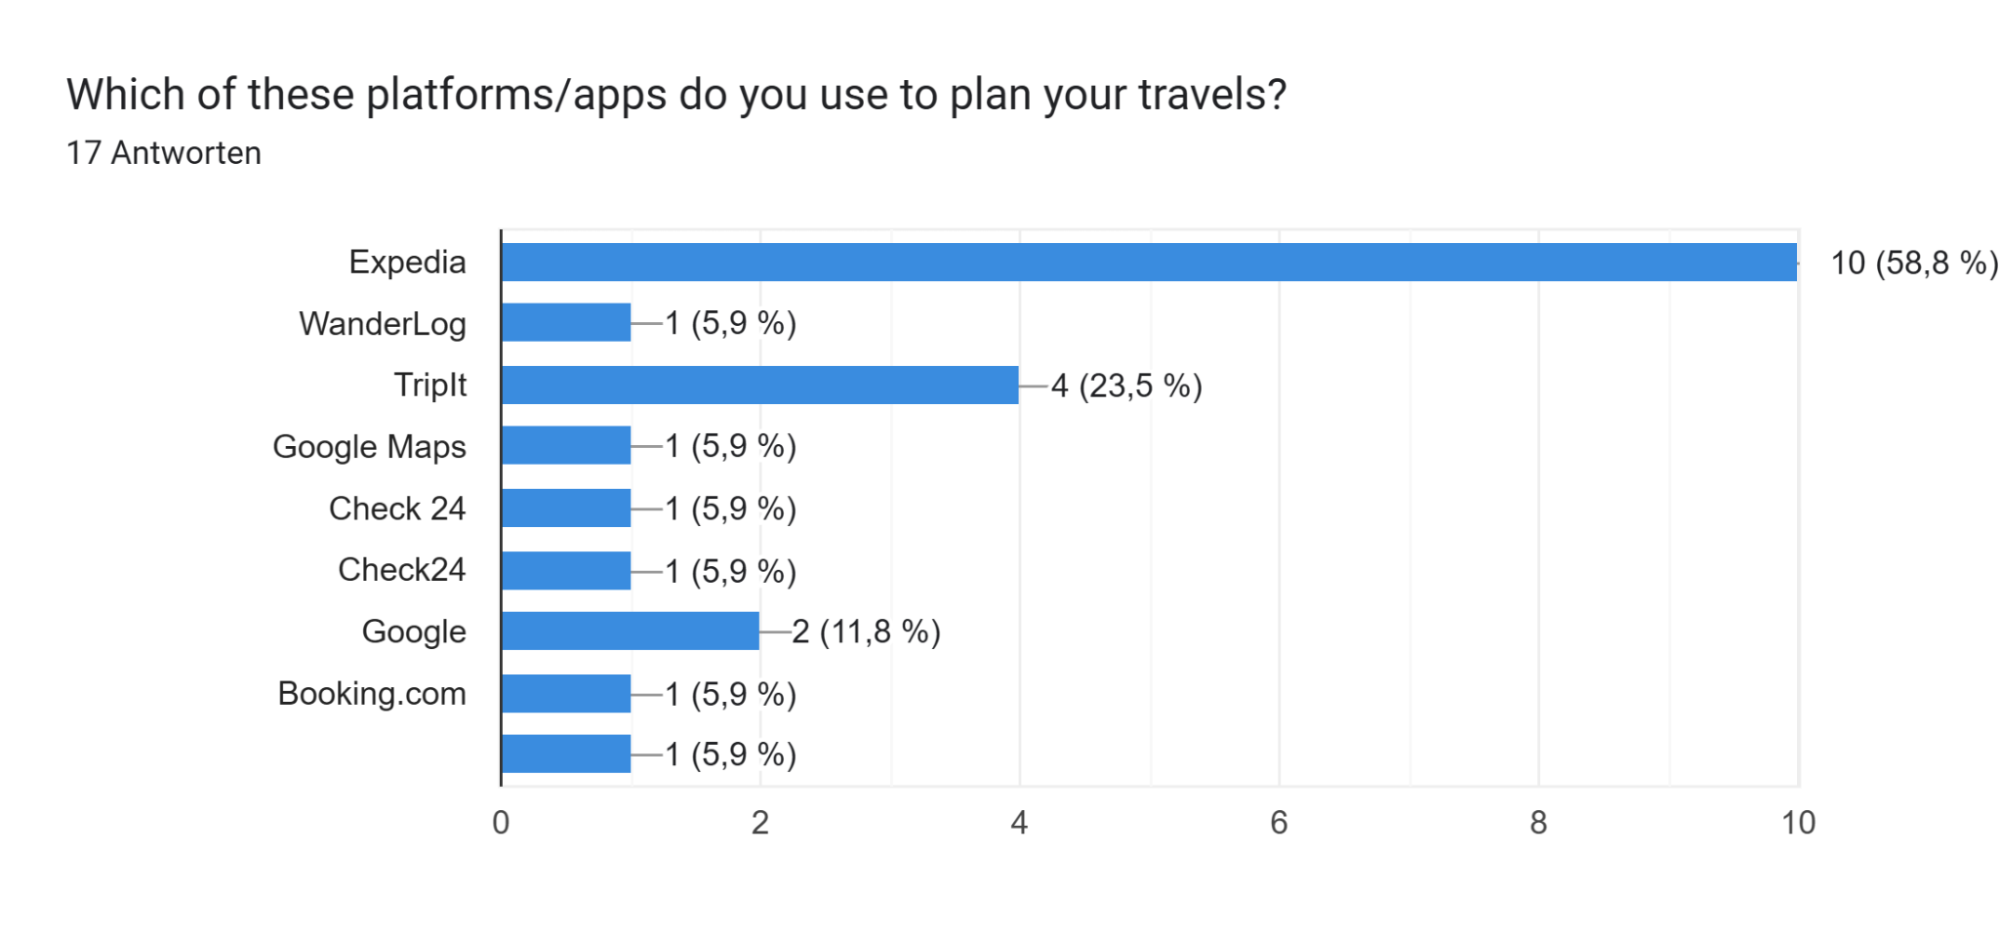 Which of these platforms/apps do you use to plan your travels?
17 Antworten
Expedia 10 (58,8 %)
WanderLog 1 (5,9 %)
TripIt 4 (23,5 %)
Google Maps 1 (5,9 %)
Check 24 1 (5,9 %)
Check24 1 (5,9 %)
Google 2 (11,8 %)
Booking.com 1 (5,9 %)
1 (5,9 %)
0 2 4 6 8 10